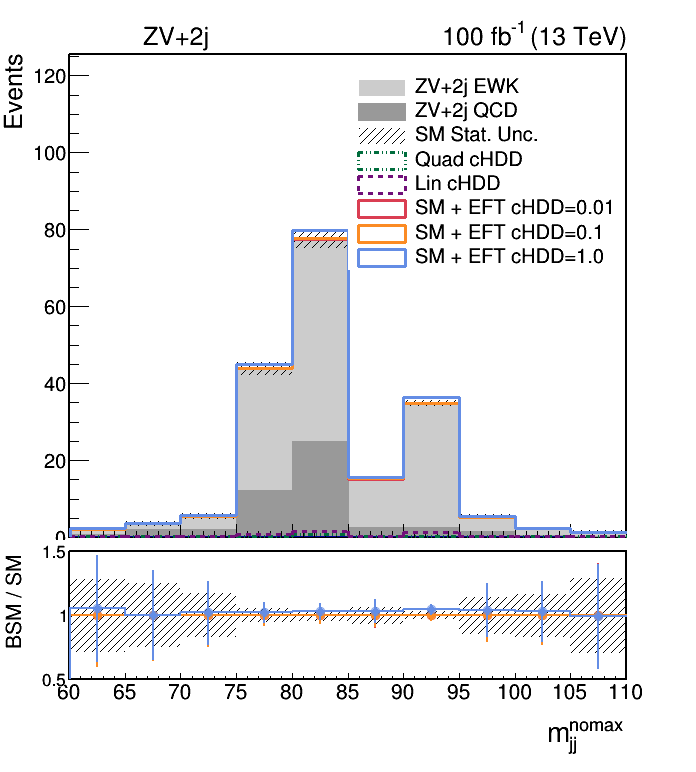 ZV+2j 100 fb-1 (13 TeV)
Events
120
100
80
60
40
20
0
ZV+2j EWK
ZV+2j QCD
SM Stat. Unc.
Quad cHDD
Lin cHDD
SM + EFT cHDD=0.01
SM + EFT cHDD=0.1
SM + EFT cHDD=1.0
BSM / SM
1.5
1
0.5
60 65 70 75 80 85 90 95 100 105 110
m_jj^nomax